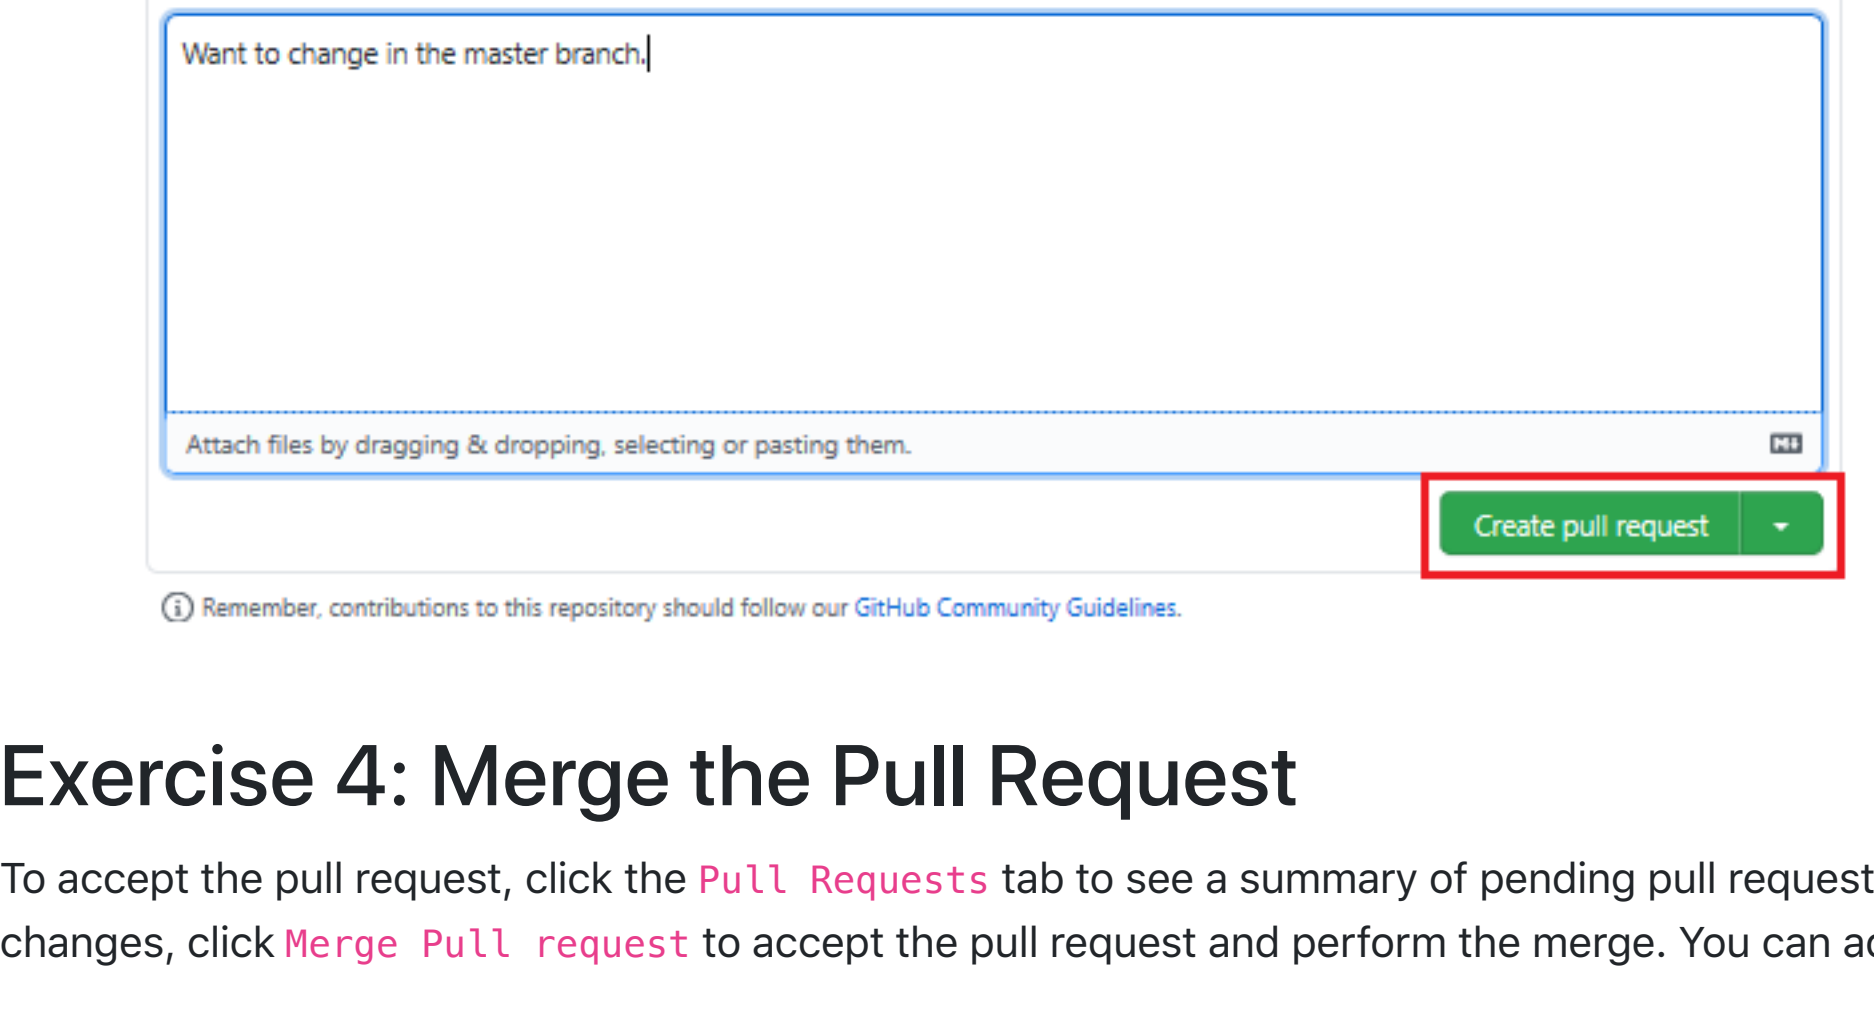 Want to change in the master branch.
Attach files by dragging & dropping, selecting or pasting them.
Create pull request
Remember, contributions to this repository should follow our GitHub Community Guidelines.
Exercise 4: Merge the Pull Request
To accept the pull request, click the Pull Requests tab to see a summary of pending pull request
changes, click Merge Pull request to accept the pull request and perform the merge. You can